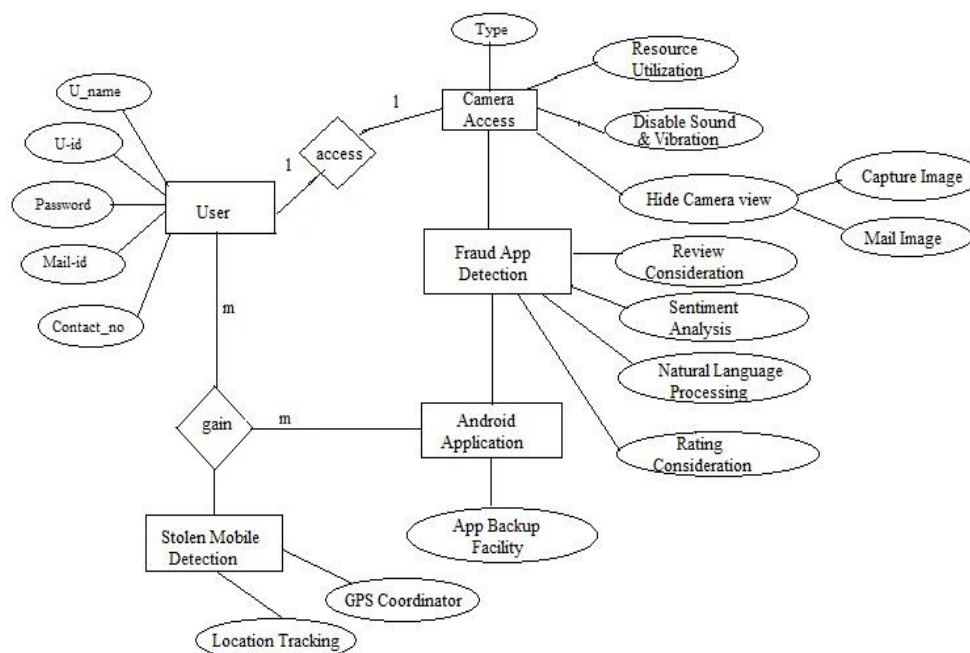 Type
Resource
Utilization
U_name
1
Camera
Access
U-id
access
Disable Sound
& Vibration
1
Password
User
Hide Camera view
Capture Image
Mail Image
Mail-id
Fraud App
Detection
Review
Consideration
Contact_no
m
Sentiment
Analysis
Natural Language
Processing
gain
m
Android
Application
Rating
Consideration
Stolen Mobile
Detection
App Backup
Facility
GPS Coordinator
Location Tracking